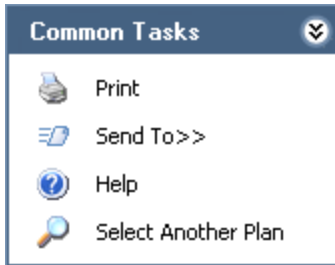 Common Tasks
Print
Send To>>
Help
Select Another Plan